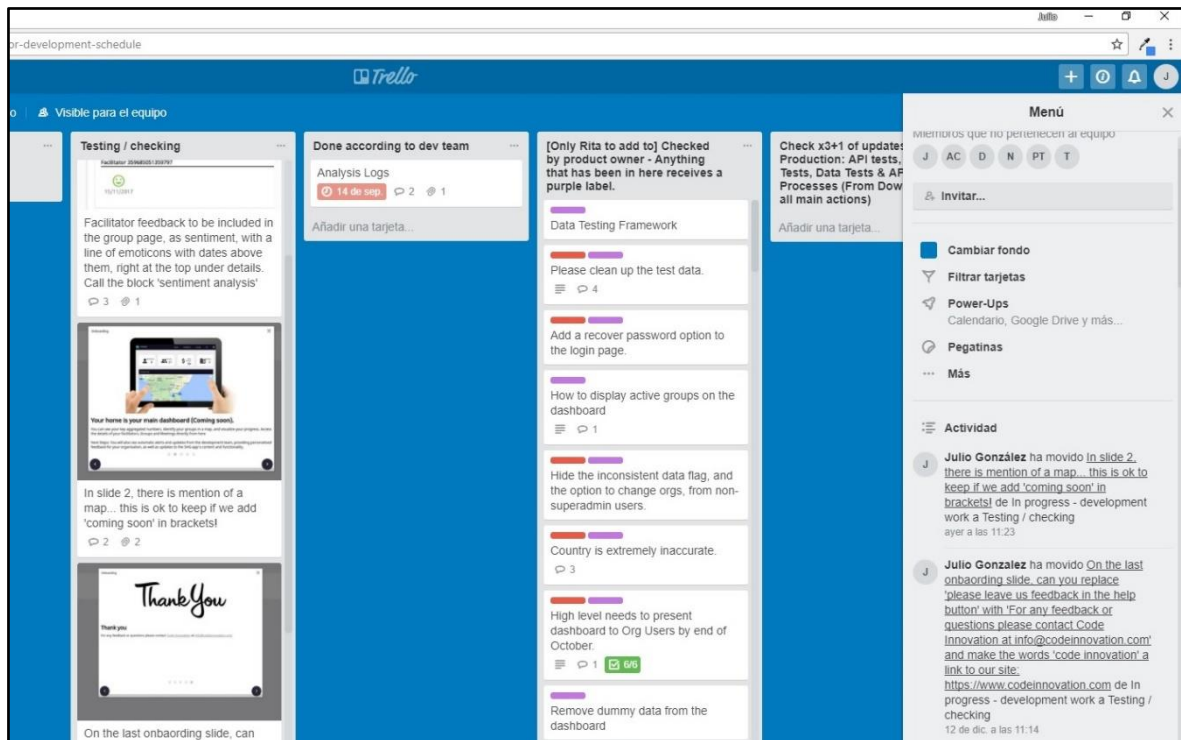 Julio
or-development-schedule
Trello
J
o
Visible para el equipo
Testing / checking
Facilitator 359680051203797
15/11/2017
Facilitator feedback to be included in
the group page, as sentiment, with a
line of emoticons with dates above
them, right at the top under details.
Call the block 'sentiment analysis'
3
1
Onboarding
Your home is your main dashboard (Coming soon).
In slide 2, there is mention of a
map... this is ok to keep if we add
'coming soon' in brackets!
2
2
Onboarding
Thank You
Thank you
On the last onbaording slide, can
Done according to dev team
Analysis Logs
14 de sep.
2
1
Añadir una tarjeta...
[Only Rita to add to] Checked
by product owner - Anything
that has been in here receives a
purple label.
Data Testing Framework
Please clean up the test data.
4
Add a recover password option to
the login page.
How to display active groups on the
dashboard
1
Hide the inconsistent data flag, and
the option to change orgs, from non-
superadmin users.
Country is extremely inaccurate.
3
High level needs to present
dashboard to Org Users by end of
October.
1
6/6
Remove dummy data from the
dashboard
Check x3+1 of updates
Production: API tests,
Tests, Data Tests & AP
Processes (From Dow
all main actions)
Añadir una tarjeta...
Menú
Miembros que no pertenecen al equipo
J
AC
D
N
PT
T
Invitar...
Cambiar fondo
Filtrar tarjetas
Power-Ups
Calendario, Google Drive y más...
Pegatinas
Más
Actividad
J
Julio González ha movido In slide 2,
there is mention of a map... this is ok to
keep if we add 'coming soon' in
brackets! de In progress - development
work a Testing / checking
ayer a las 11:23
J
Julio Gonzalez ha movido On the last
onbaording slide, can you replace
'please leave us feedback in the help
button' with 'For any feedback or
questions please contact Code
Innovation at info@codeinnovation.com'
and make the words 'code innovation' a
link to our site:
https://www.codeinnovation.com de In
progress - development work a Testing /
checking
12 de dic. a las 11:14